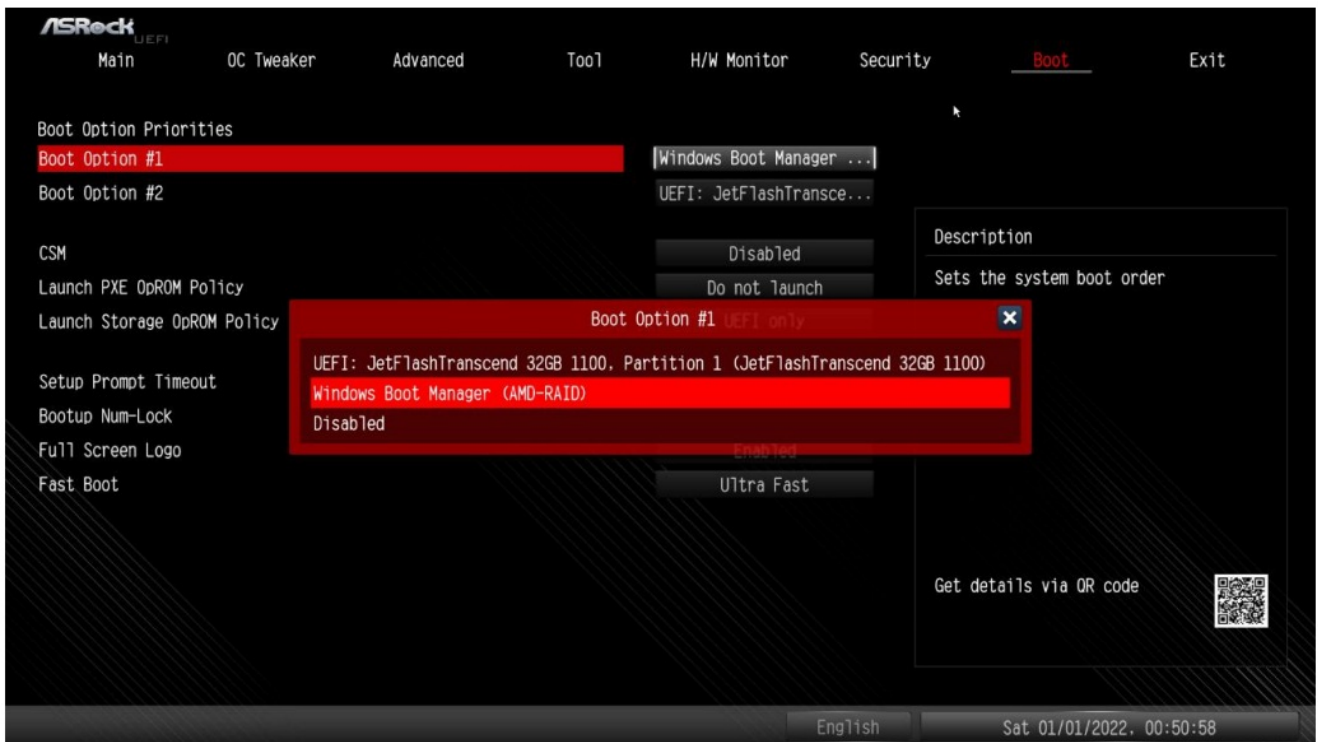 ASRock
UEFI
Main OC Tweaker Advanced Tool H/W Monitor Security Boot Exit
Boot Option Priorities
Boot Option #1 Windows Boot Manager ...
Boot Option #2 UEFI: JetFlashTransce...
CSM Disabled
Launch PXE OpROM Policy Do not launch
Launch Storage OpROM Policy UEFI only
Boot Option #1
UEFI: JetFlashTranscend 32GB 1100, Partition 1 (JetFlashTranscend 32GB 1100)
Windows Boot Manager (AMD-RAID)
Disabled
Setup Prompt Timeout
Bootup Num-Lock
Full Screen Logo Enabled
Fast Boot Ultra Fast
Description
Sets the system boot order
Get details via QR code
English Sat 01/01/2022, 00:50:58